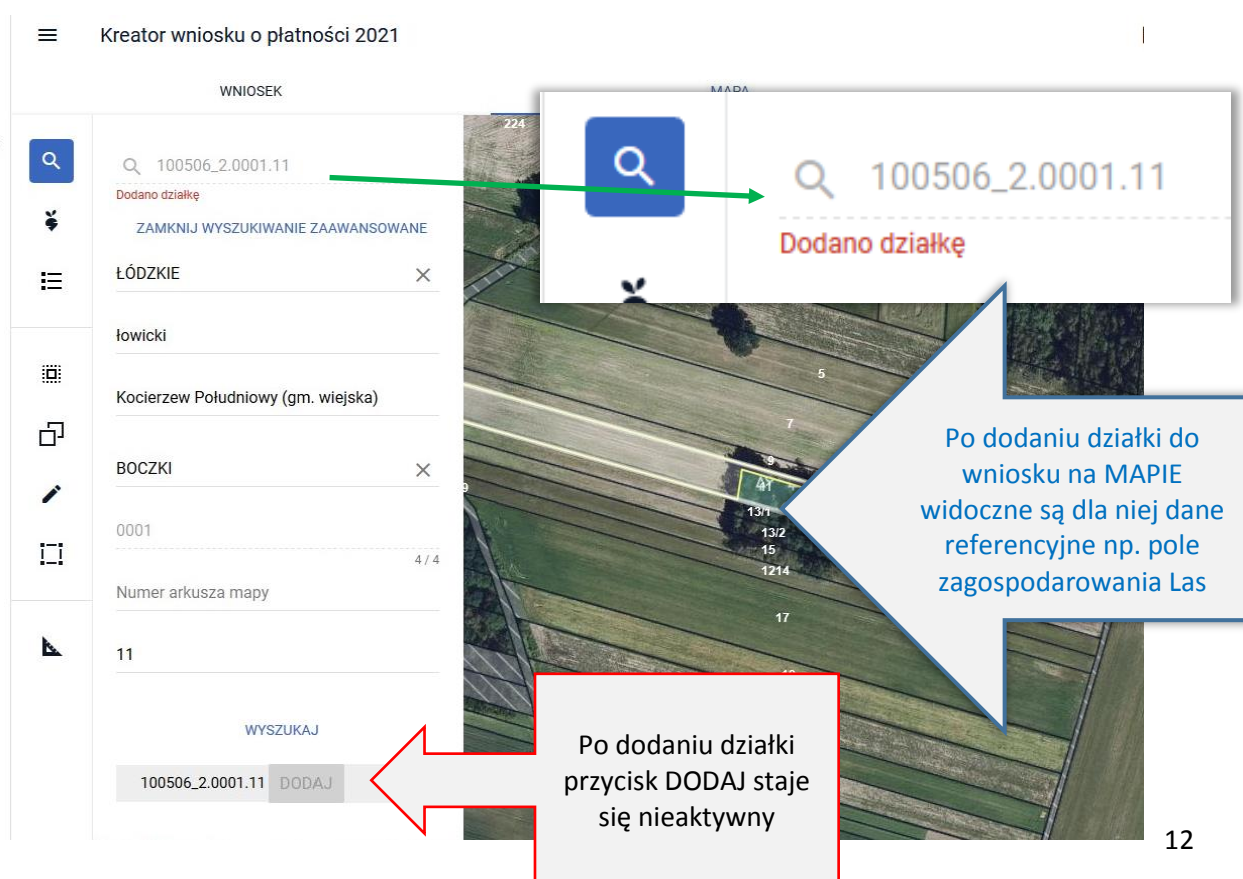 Kreator wniosku o płatności 2021
WNIOSEK
MAPA
100506_2.0001.11
Dodano działkę
ZAMKNIJ WYSZUKIWANIE ZAAWANSOWANE
ŁÓDZKIE
łowicki
Kocierzew Południowy (gm. wiejska)
BOCZKI
0001
4 / 4
Numer arkusza mapy
11
WYSZUKAJ
100506_2.0001.11 DODAJ
100506_2.0001.11
Dodano działkę
224
5
7
9
13/1
13/2
15
1214
17
9
Po dodaniu działki do
wniosku na MAPIE
widoczne są dla niej dane
referencyjne np. pole
zagospodarowania Las
Po dodaniu działki
przycisk DODAJ staje
się nieaktywny
12